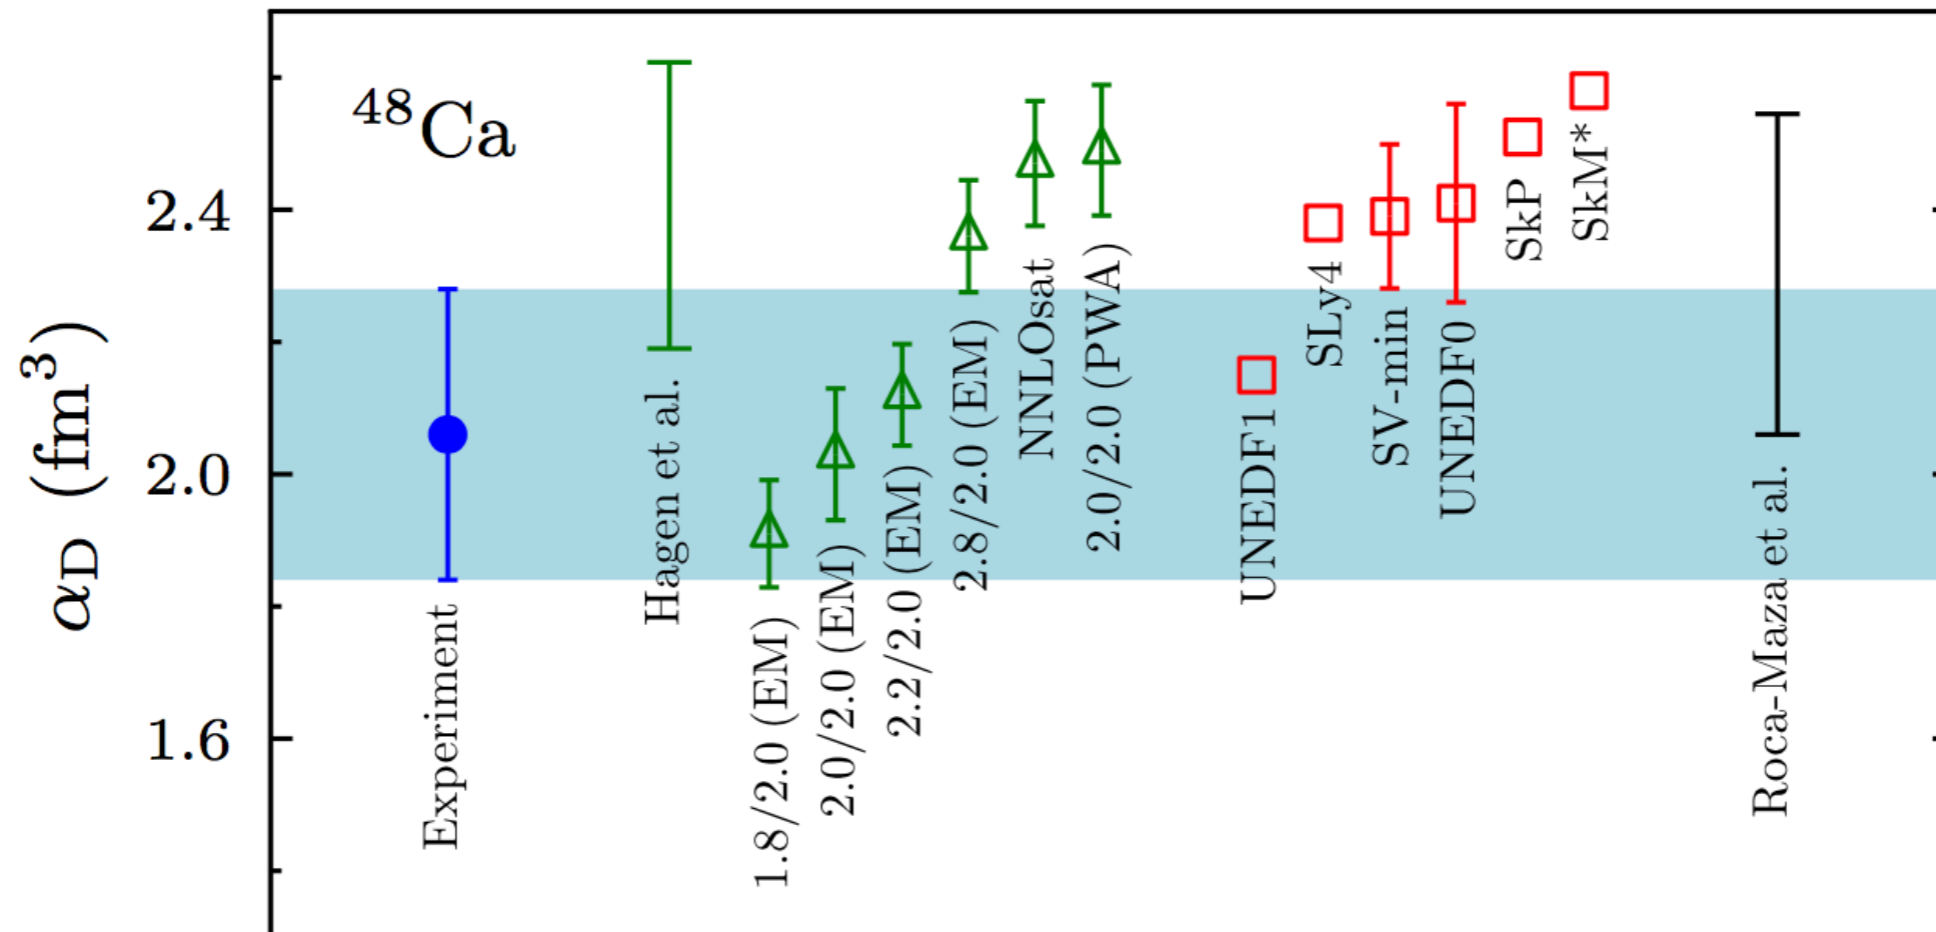 ⁴⁸Ca
α_D (fm³)
2.4
2.0
1.6
Experiment
Hagen et al.
1.8/2.0 (EM)
2.0/2.0 (EM)
2.2/2.0 (EM)
2.8/2.0 (EM)
NNLOsat
2.0/2.0 (PWA)
UNEDF1
SLy4
SV-min
UNEDF0
SkP
SkM*
Roca-Maza et al.